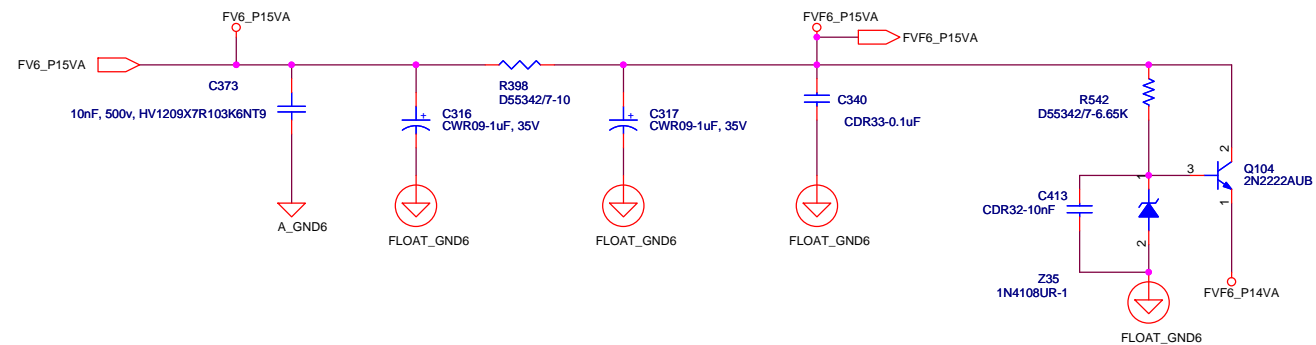 FV6_P15VA
FVF6_P15VA
FVF6_P15VA
FV6_P15VA
C373
10nF, 500v, HV1209X7R103K6NT9
A_GND6
+
C316
CWR09-1uF, 35V
FLOAT_GND6
R398
D55342/7-10
+
C317
CWR09-1uF, 35V
FLOAT_GND6
C340
CDR33-0.1uF
FLOAT_GND6
R542
D55342/7-6.65K
C413
CDR32-10nF
1
2
Z35
1N4108UR-1
FLOAT_GND6
3
2
1
Q104
2N2222AUB
FVF6_P14VA